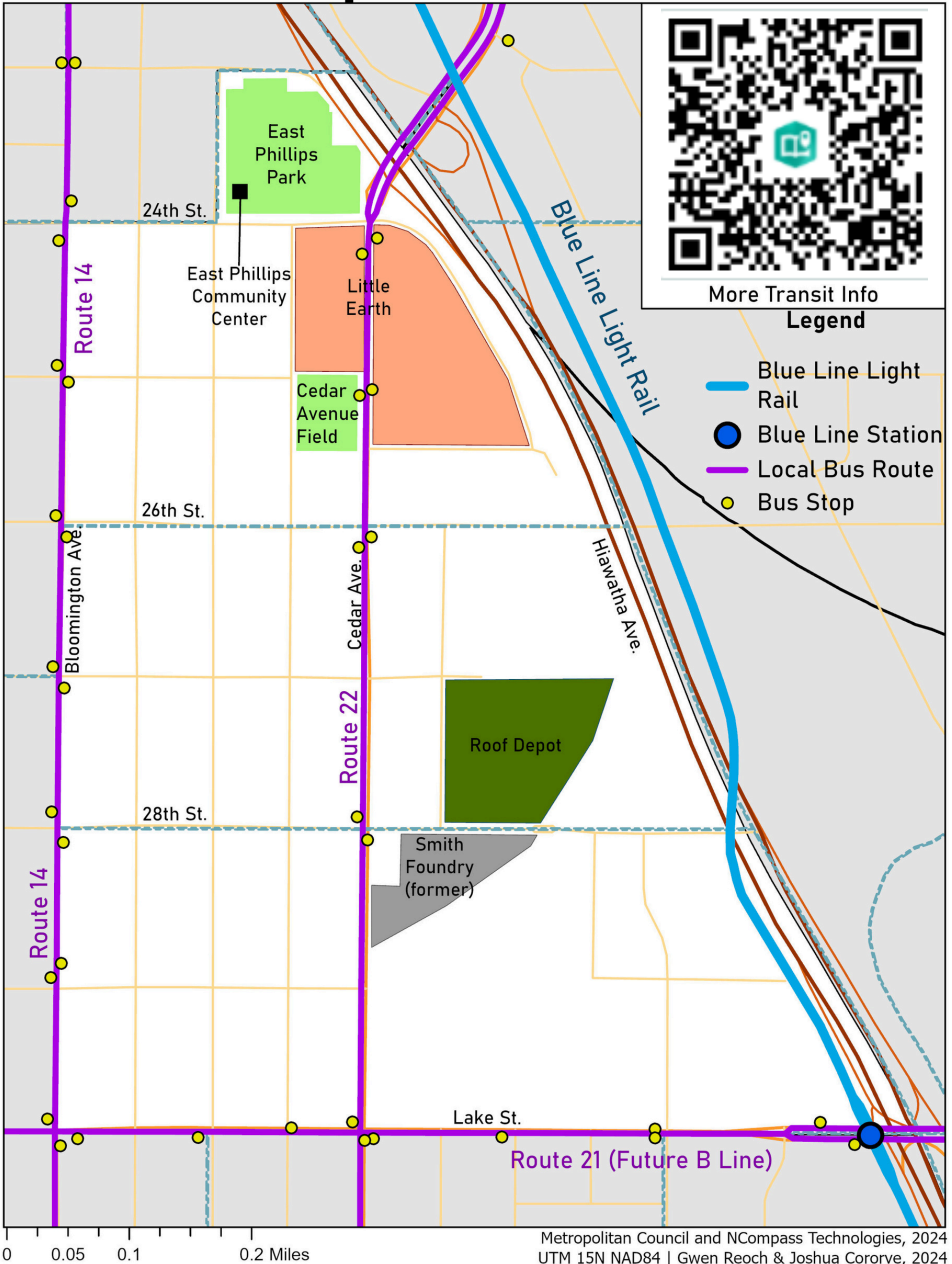 More Transit Info
Legend
Blue Line Light
Rail
Blue Line Station
Local Bus Route
Bus Stop
East
Phillips
Park
24th St.
East Phillips
Community
Center
Little
Earth
Route 14
Blue Line Light Rail
Cedar
Avenue
Field
26th St.
Bloomington Ave.
Cedar Ave.
Hiawatha Ave.
Route 22
Roof Depot
28th St.
Smith
Foundry
(former)
Route 14
Lake St.
Route 21 (Future B Line)
0 0.05 0.1 0.2 Miles
Metropolitan Council and NCompass Technologies, 2024
UTM 15N NAD84 | Gwen Reoch & Joshua Cororve, 2024